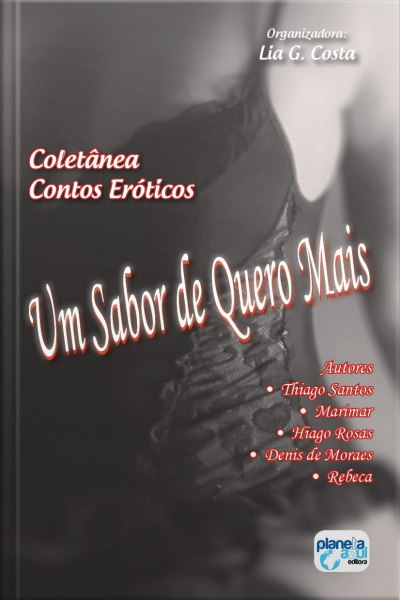 Organizadora:
Lia G. Costa
Coletânea
Contos Eróticos
Um Sabor de Quero Mais
Autores
• Thiago Santos
• Marimar
• Hiago Rosas
• Denis de Moraes
• Rebeca
planeta
azul
editora